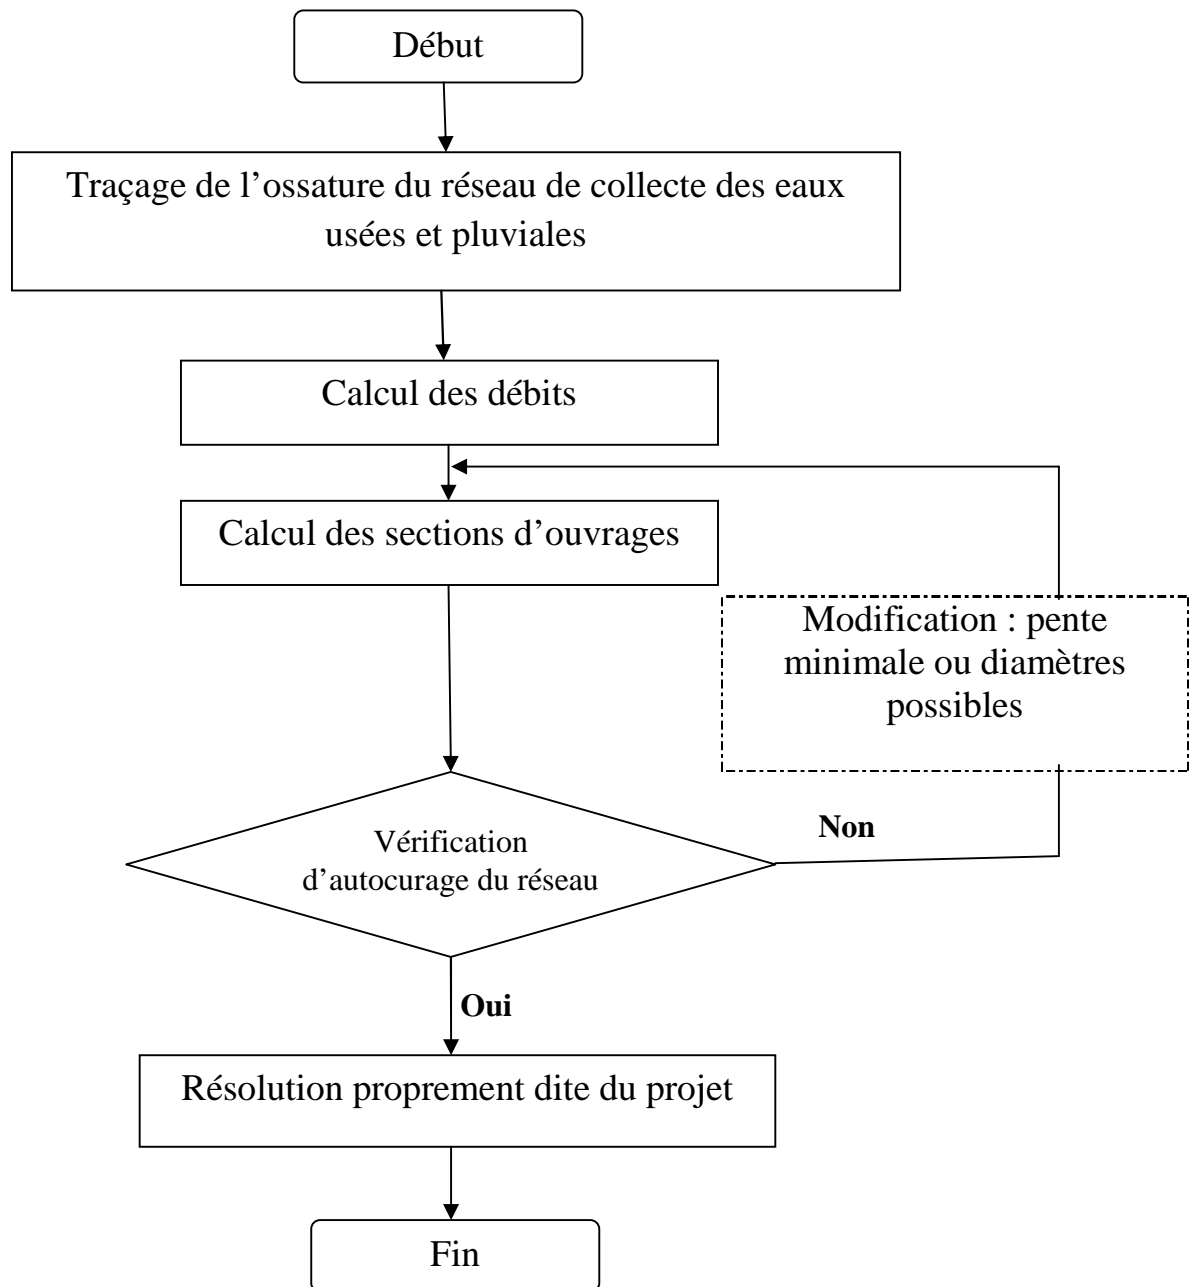 Début
Traçage de l’ossature du réseau de collecte des eaux
usées et pluviales
Calcul des débits
Calcul des sections d’ouvrages
Modification : pente
minimale ou diamètres
possibles
Non
Vérification
d’autocurage du réseau
Oui
Résolution proprement dite du projet
Fin